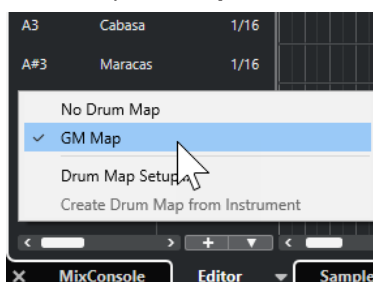 A3 Cabasa 1/16
A#3 Maracas 1/16
No Drum Map
GM Map
Drum Map Setup
Create Drum Map from Instrument
MixConsole Editor Sample